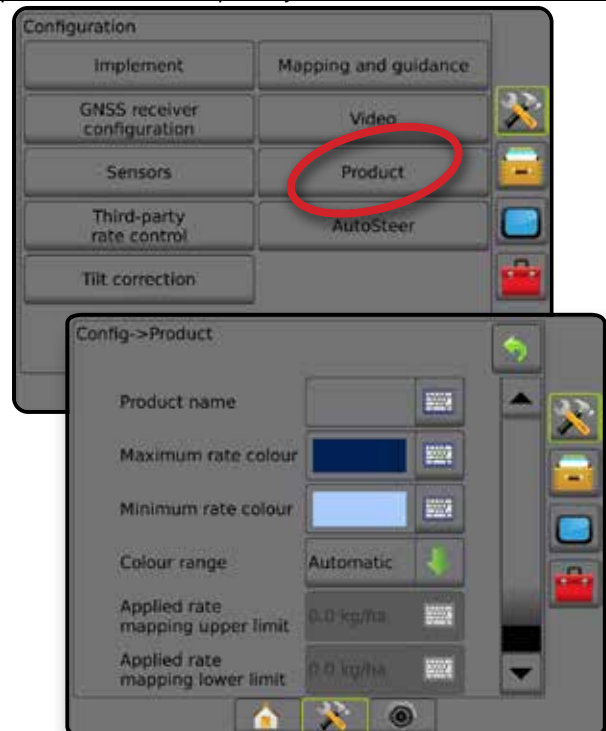 Configuration
Implement
Mapping and guidance
GNSS receiver
configuration
Video
Sensors
Product
Third-party
rate control
AutoSteer
Tilt correction
Config->Product
Product name
Maximum rate colour
Minimum rate colour
Colour range
Automatic
Applied rate
mapping upper limit
0.0 kg/ha
Applied rate
mapping lower limit
0.0 kg/ha